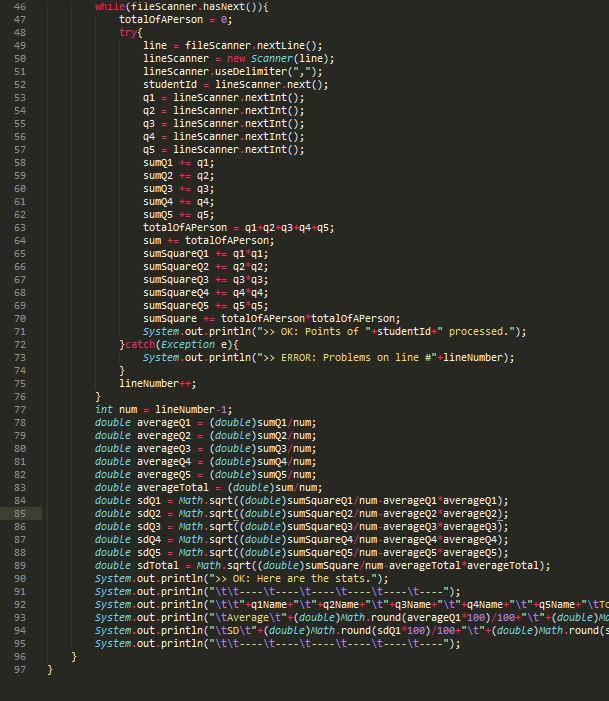 46 while(fileScanner.hasNext()){
47 totalOfAPerson = 0;
48 try{
49 line = fileScanner.nextLine();
50 lineScanner = new Scanner(line);
51 lineScanner.useDelimiter(",");
52 studentId = lineScanner.next();
53 q1 = lineScanner.nextInt();
54 q2 = lineScanner.nextInt();
55 q3 = lineScanner.nextInt();
56 q4 = lineScanner.nextInt();
57 q5 = lineScanner.nextInt();
58 sumQ1 += q1;
59 sumQ2 += q2;
60 sumQ3 += q3;
61 sumQ4 += q4;
62 sumQ5 += q5;
63 totalOfAPerson = q1+q2+q3+q4+q5;
64 sum += totalOfAPerson;
65 sumSquareQ1 += q1*q1;
66 sumSquareQ2 += q2*q2;
67 sumSquareQ3 += q3*q3;
68 sumSquareQ4 += q4*q4;
69 sumSquareQ5 += q5*q5;
70 sumSquare += totalOfAPerson*totalOfAPerson;
71 System.out.println(">> OK: Points of "+studentId+" processed.");
72 }catch(Exception e){
73 System.out.println(">> ERROR: Problems on line #"+lineNumber);
74 }
75 lineNumber++;
76 }
77 int num = lineNumber-1;
78 double averageQ1 = (double)sumQ1/num;
79 double averageQ2 = (double)sumQ2/num;
80 double averageQ3 = (double)sumQ3/num;
81 double averageQ4 = (double)sumQ4/num;
82 double averageQ5 = (double)sumQ5/num;
83 double averageTotal = (double)sum/num;
84 double sdQ1 = Math.sqrt((double)sumSquareQ1/num-averageQ1*averageQ1);
85 double sdQ2 = Math.sqrt((double)sumSquareQ2/num-averageQ2*averageQ2);
86 double sdQ3 = Math.sqrt((double)sumSquareQ3/num-averageQ3*averageQ3);
87 double sdQ4 = Math.sqrt((double)sumSquareQ4/num-averageQ4*averageQ4);
88 double sdQ5 = Math.sqrt((double)sumSquareQ5/num-averageQ5*averageQ5);
89 double sdTotal = Math.sqrt((double)sumSquare/num-averageTotal*averageTotal);
90 System.out.println(">> OK: Here are the stats.");
91 System.out.println("\t\t----\t----\t----\t----\t----\t----");
92 System.out.println("\t\t"+q1Name+"\t"+q2Name+"\t"+q3Name+"\t"+q4Name+"\t"+q5Name+"\tTo
93 System.out.println("\tAverage\t"+(double)Math.round(averageQ1*100)/100+"\t"+(double)Ma
94 System.out.println("\tSD\t"+(double)Math.round(sdQ1*100)/100+"\t"+(double)Math.round(s
95 System.out.println("\t\t----\t----\t----\t----\t----\t----");
96 }
97 }